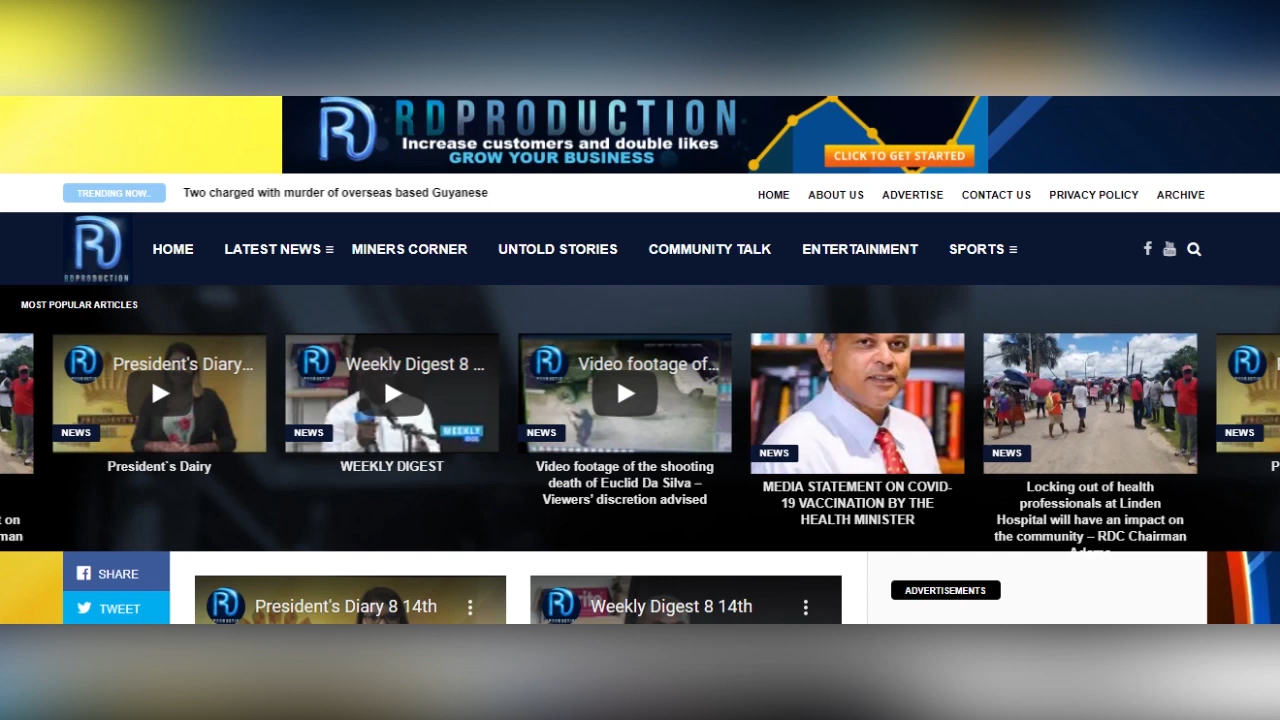 RDPRODUCTION
Increase customers and double likes
GROW YOUR BUSINESS
CLICK TO GET STARTED
TRENDING NOW..
Two charged with murder of overseas based Guyanese
HOME ABOUT US ADVERTISE CONTACT US PRIVACY POLICY ARCHIVE
RDPRODUCTION
HOME LATEST NEWS ≡ MINERS CORNER UNTOLD STORIES COMMUNITY TALK ENTERTAINMENT SPORTS ≡
MOST POPULAR ARTICLES
President's Diary...
NEWS
President`s Dairy
Weekly Digest 8 ...
WEEKLY
NEWS
WEEKLY DIGEST
Video footage of...
NEWS
Video footage of the shooting
death of Euclid Da Silva –
Viewers' discretion advised
NEWS
MEDIA STATEMENT ON COVID-
19 VACCINATION BY THE
HEALTH MINISTER
NEWS
Locking out of health
professionals at Linden
Hospital will have an impact on
the community – RDC Chairman
Adams
NEWS
P
t on
man
SHARE
TWEET
President's Diary 8 14th
Weekly Digest 8 14th
ADVERTISEMENTS